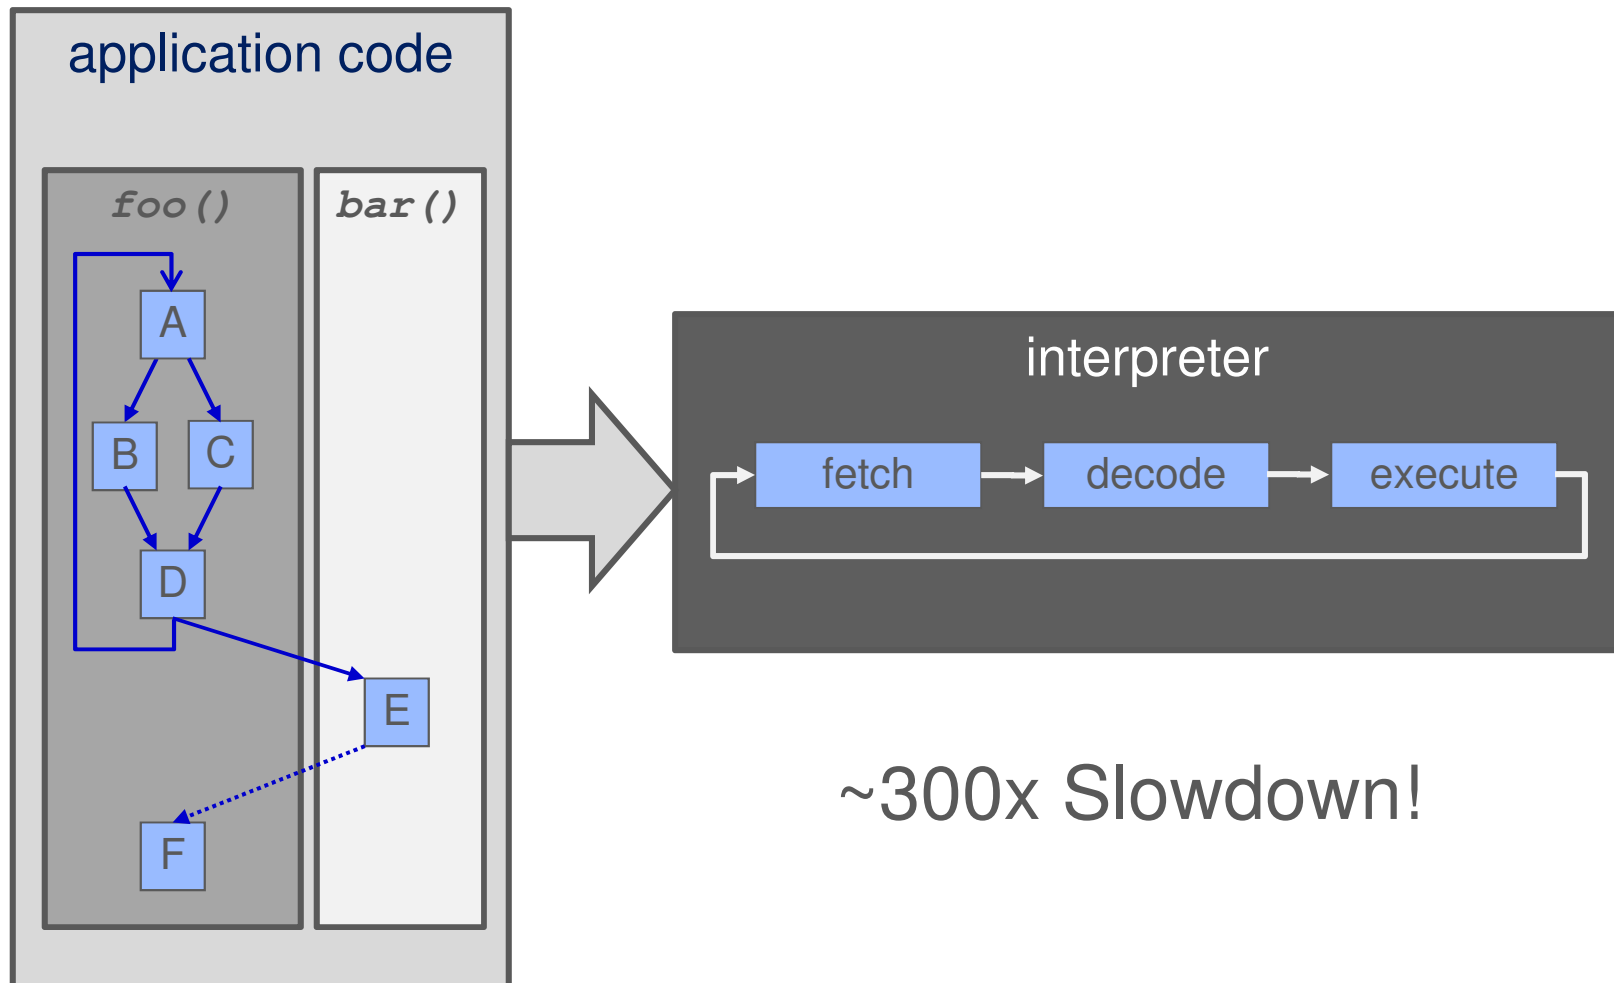 application code
foo()
bar()
A
B
C
D
E
F
interpreter
fetch
decode
execute
~300x Slowdown!